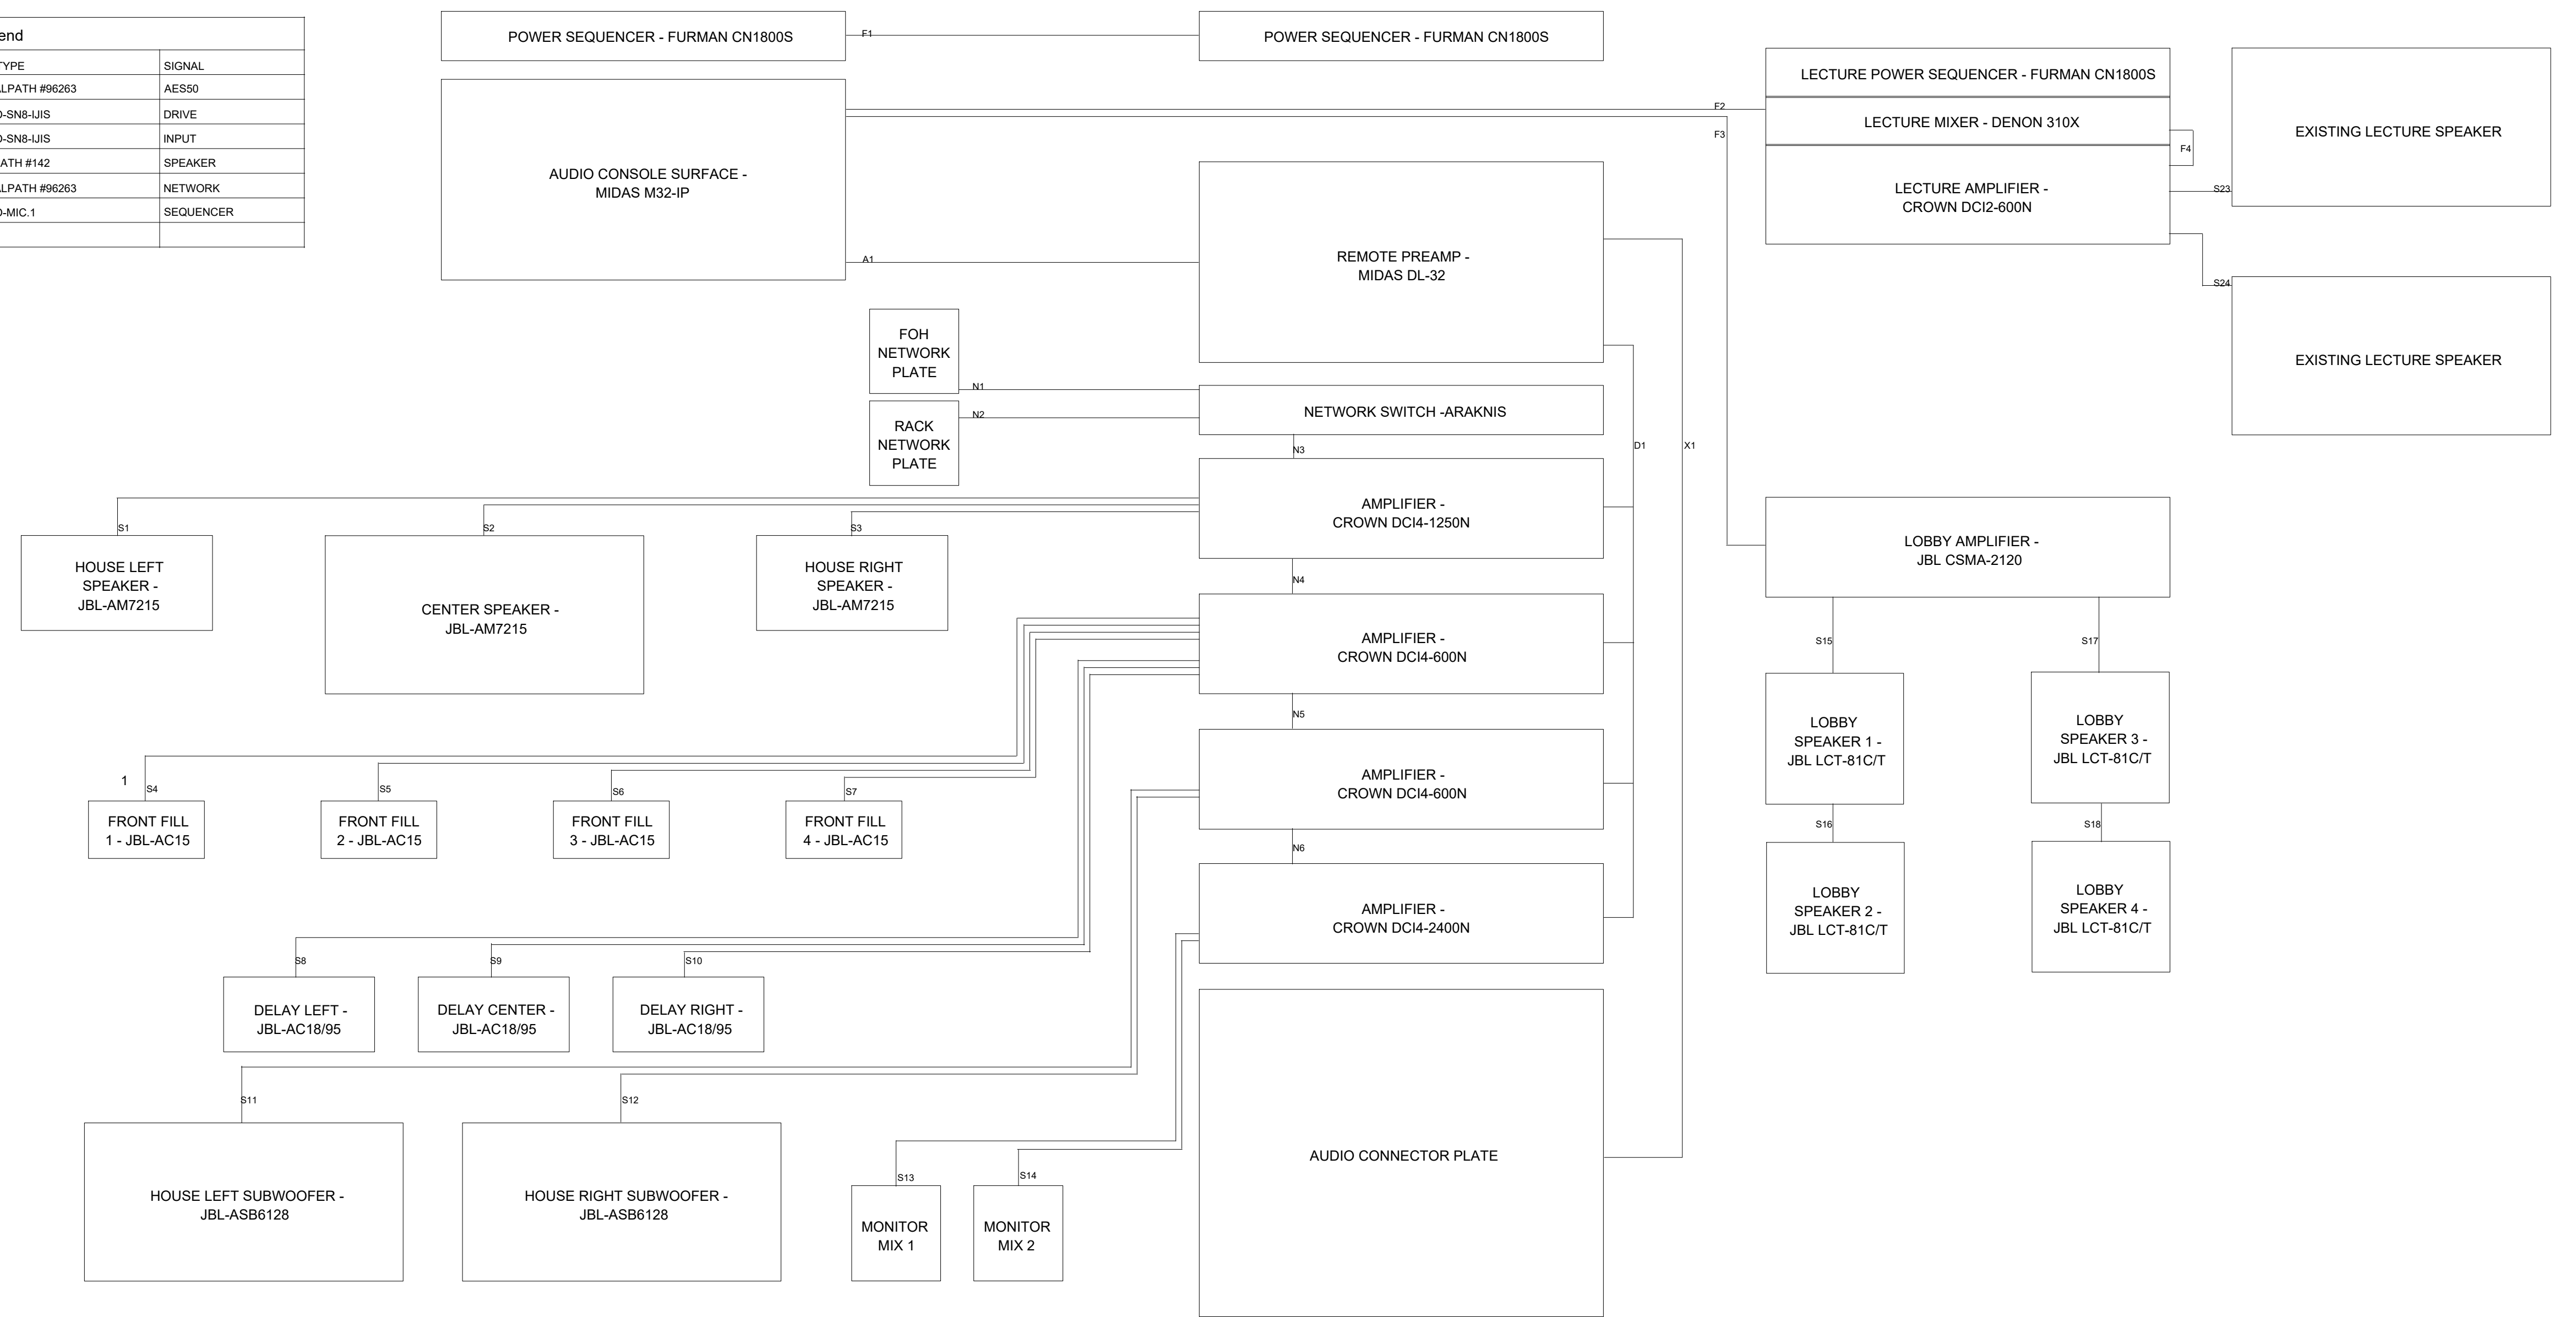 end
TYPE SIGNAL
ALPATH #96263 AES50
O-SN8-IJIS DRIVE
O-SN8-IJIS INPUT
ATH #142 SPEAKER
ALPATH #96263 NETWORK
O-MIC.1 SEQUENCER
POWER SEQUENCER - FURMAN CN1800S
F1
POWER SEQUENCER - FURMAN CN1800S
AUDIO CONSOLE SURFACE -
MIDAS M32-IP
F2
F3
A1
LECTURE POWER SEQUENCER - FURMAN CN1800S
LECTURE MIXER - DENON 310X
F4
LECTURE AMPLIFIER -
CROWN DCI2-600N
S23
S24
EXISTING LECTURE SPEAKER
EXISTING LECTURE SPEAKER
REMOTE PREAMP -
MIDAS DL-32
FOH
NETWORK
PLATE
N1
RACK
NETWORK
PLATE
N2
NETWORK SWITCH -ARAKNIS
N3
D1
X1
AMPLIFIER -
CROWN DCI4-1250N
S1
S2
S3
HOUSE LEFT
SPEAKER -
JBL-AM7215
CENTER SPEAKER -
JBL-AM7215
HOUSE RIGHT
SPEAKER -
JBL-AM7215
N4
AMPLIFIER -
CROWN DCI4-600N
N5
LOBBY AMPLIFIER -
JBL CSMA-2120
S15
S17
LOBBY
SPEAKER 1 -
JBL LCT-81C/T
LOBBY
SPEAKER 3 -
JBL LCT-81C/T
S16
S18
LOBBY
SPEAKER 2 -
JBL LCT-81C/T
LOBBY
SPEAKER 4 -
JBL LCT-81C/T
1
S4
S5
S6
S7
FRONT FILL
1 - JBL-AC15
FRONT FILL
2 - JBL-AC15
FRONT FILL
3 - JBL-AC15
FRONT FILL
4 - JBL-AC15
AMPLIFIER -
CROWN DCI4-600N
N6
AMPLIFIER -
CROWN DCI4-2400N
S8
S9
S10
DELAY LEFT -
JBL-AC18/95
DELAY CENTER -
JBL-AC18/95
DELAY RIGHT -
JBL-AC18/95
S11
S12
HOUSE LEFT SUBWOOFER -
JBL-ASB6128
HOUSE RIGHT SUBWOOFER -
JBL-ASB6128
S13
S14
MONITOR
MIX 1
MONITOR
MIX 2
AUDIO CONNECTOR PLATE